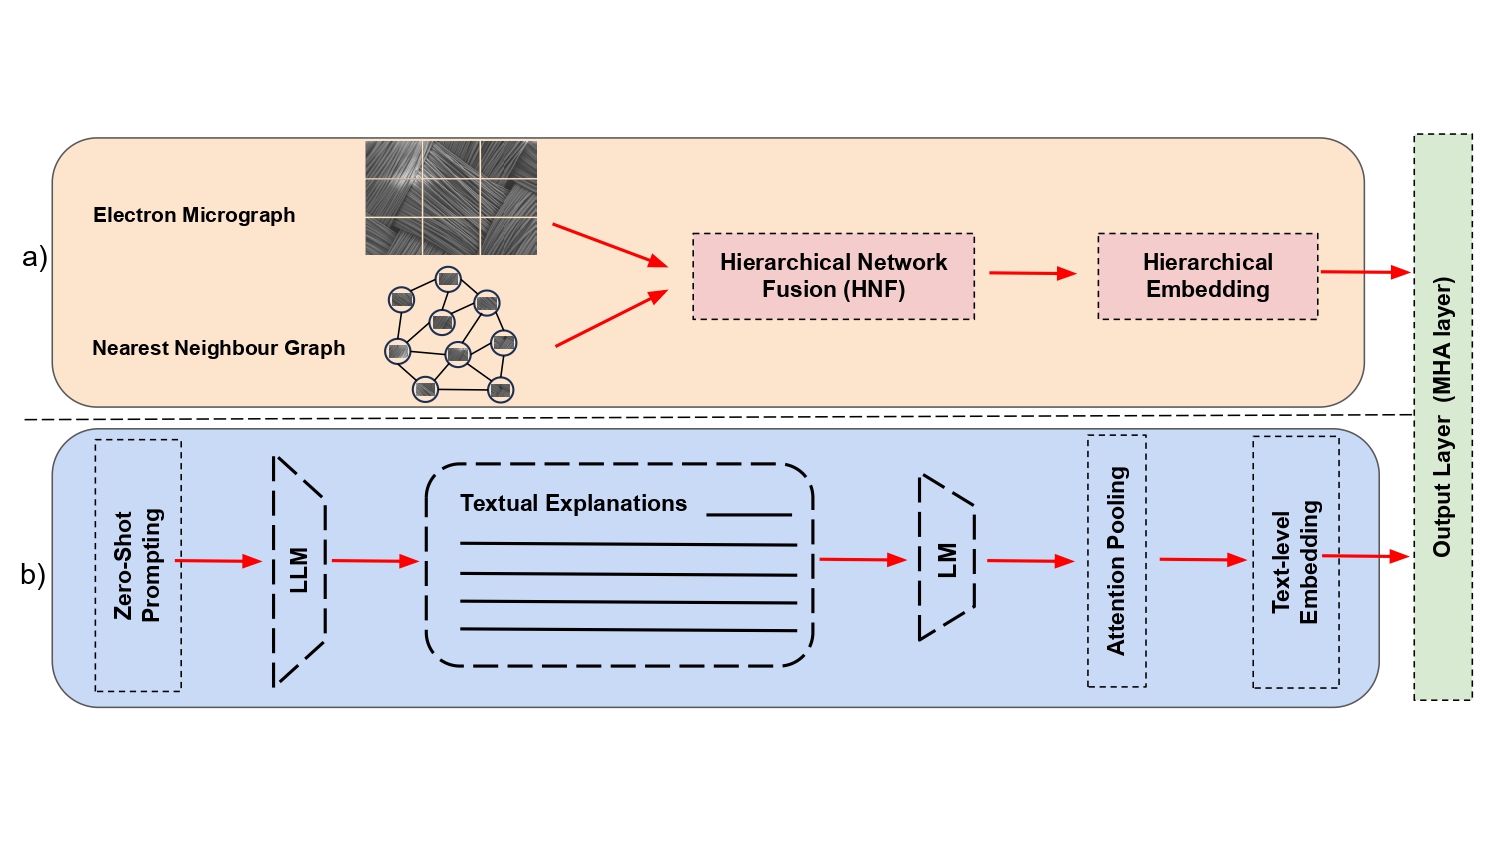 a)
Electron Micrograph
Nearest Neighbour Graph
Hierarchical Network
Fusion (HNF)
Hierarchical
Embedding
Output Layer (MHA layer)
b)
Zero-Shot
Prompting
LLM
Textual Explanations
LM
Attention Pooling
Text-level
Embedding